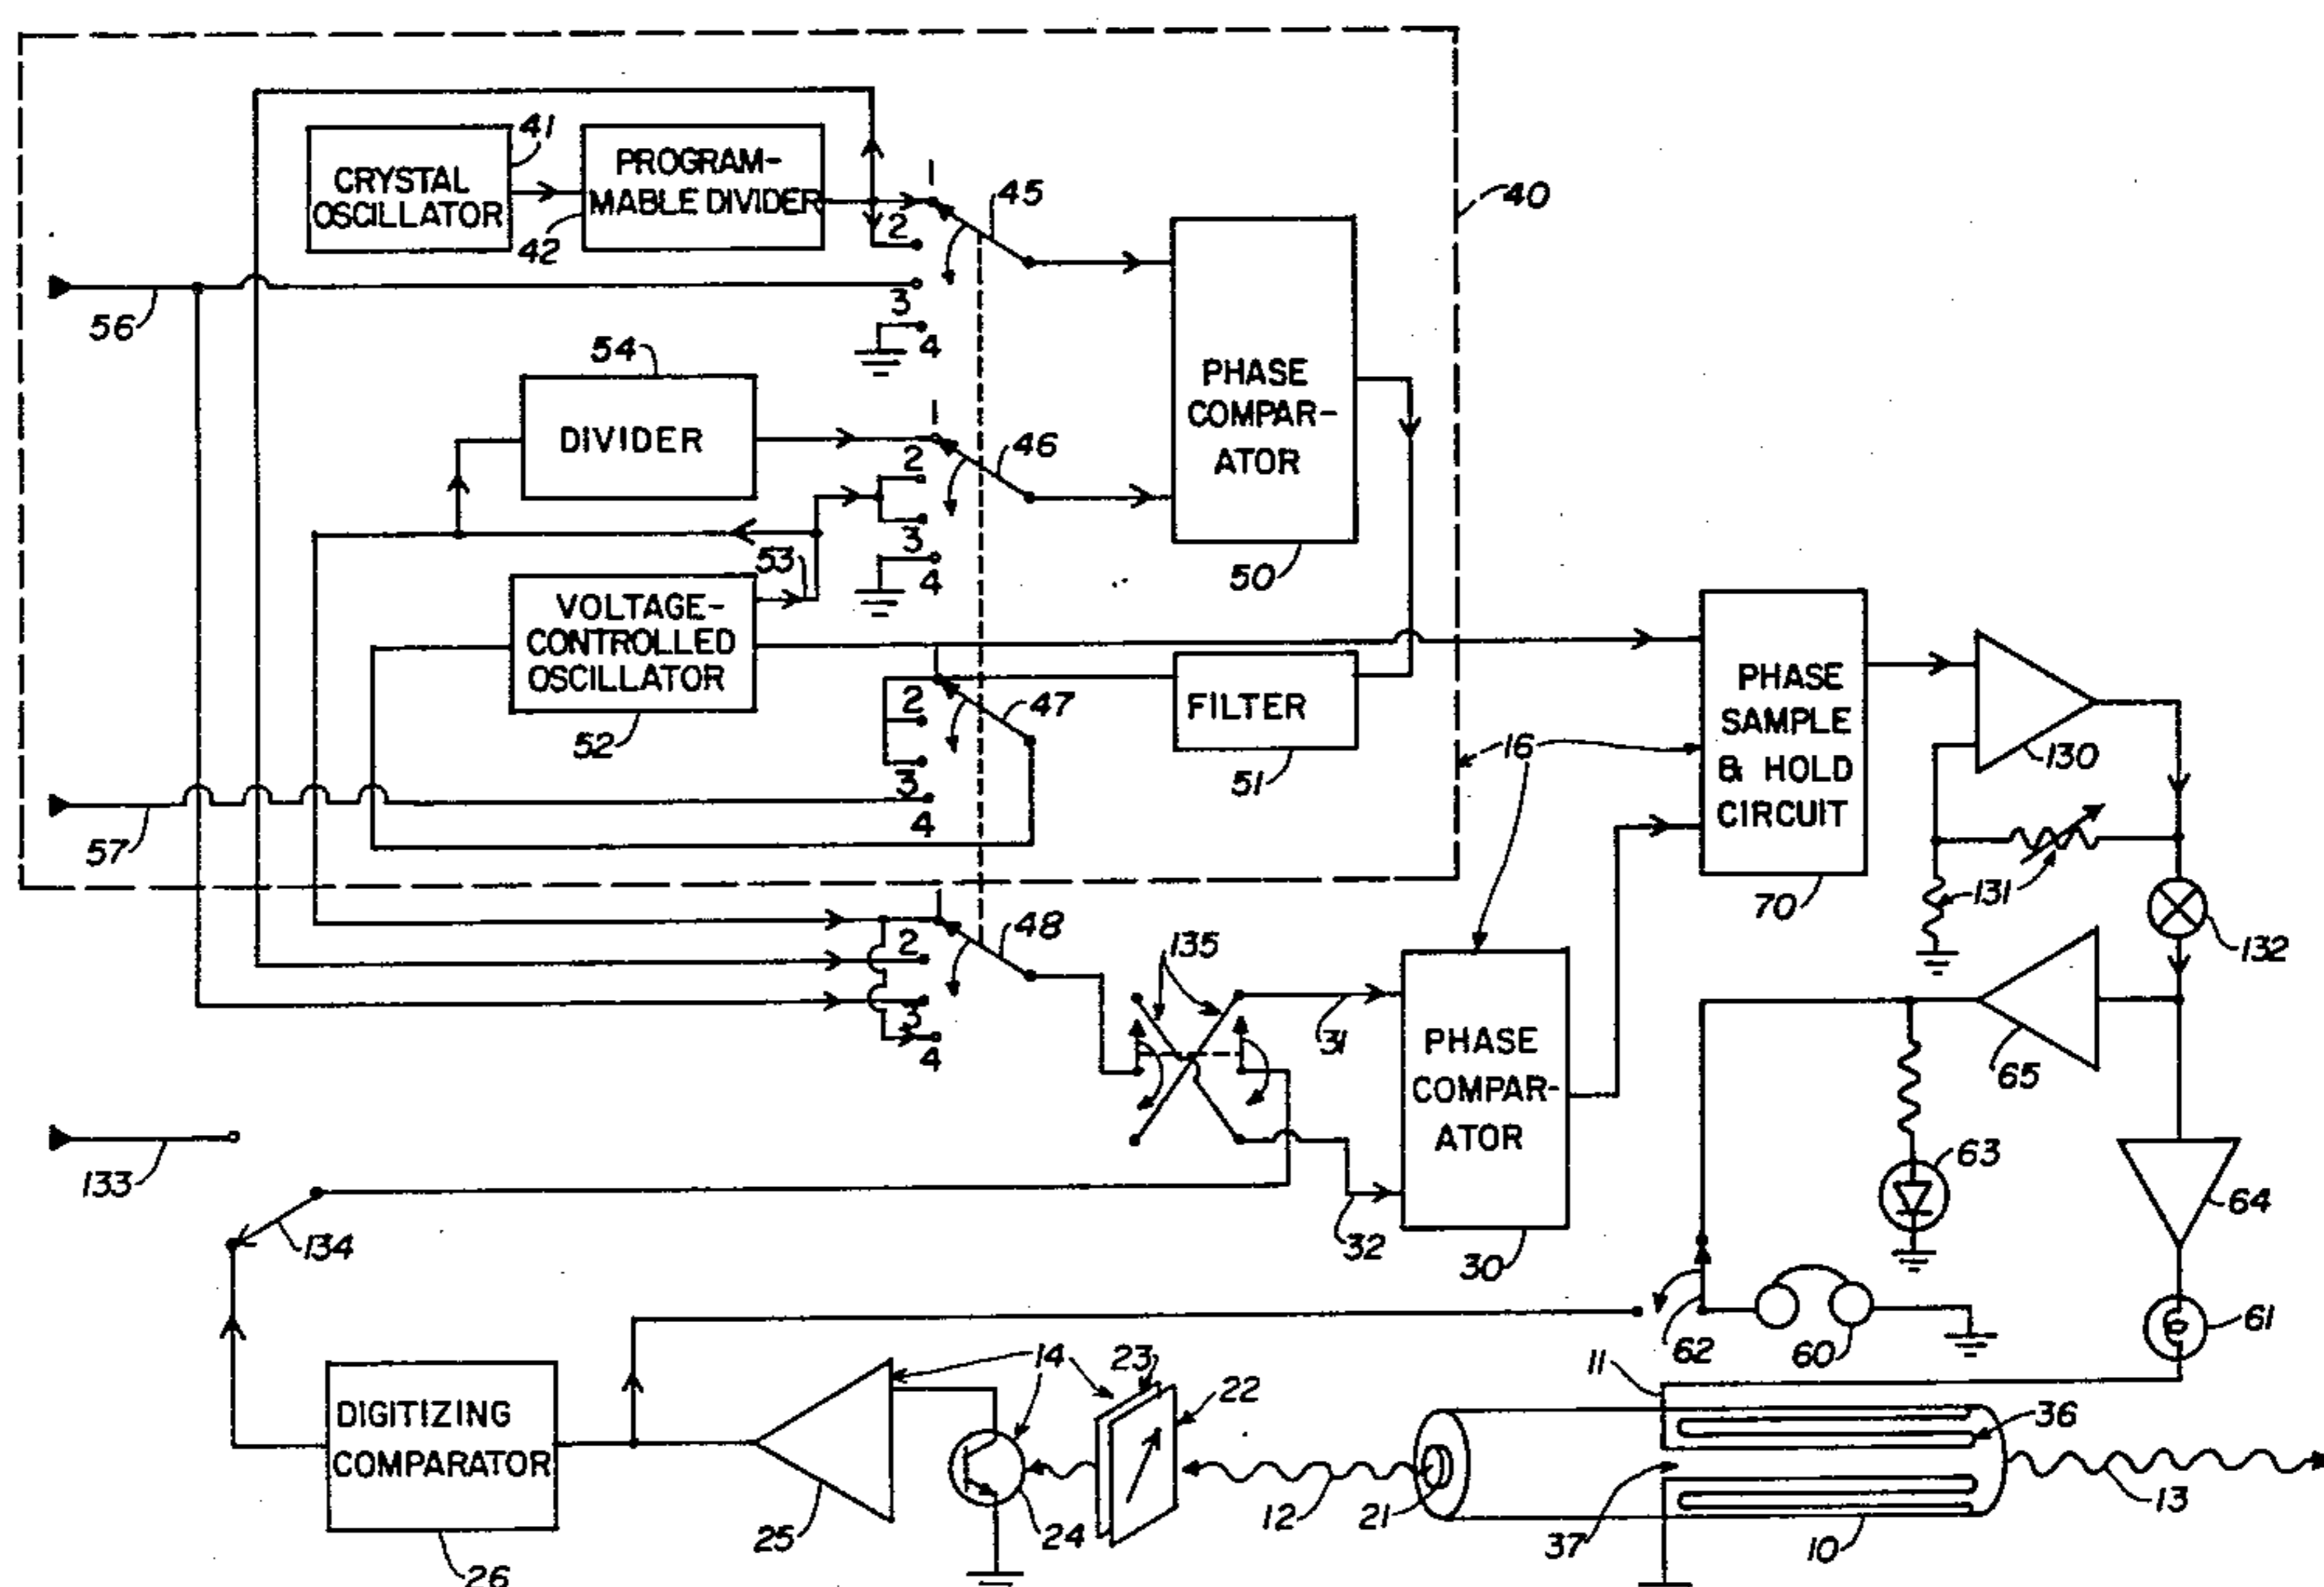 41
CRYSTAL
OSCILLATOR
PROGRAM-
MABLE DIVIDER
42
1
2
3
4
45
40
56
54
DIVIDER
1
2
3
4
46
PHASE
COMPAR-
ATOR
50
53
VOLTAGE-
CONTROLLED
OSCILLATOR
52
2
3
4
47
FILTER
51
16
PHASE
SAMPLE
& HOLD
CIRCUIT
70
130
131
132
57
2
3
4
48
135
31
32
PHASE
COMPAR-
ATOR
30
65
63
64
133
134
62
60
61
DIGITIZING
COMPARATOR
26
25
14
24
23
22
12
21
11
37
36
10
13